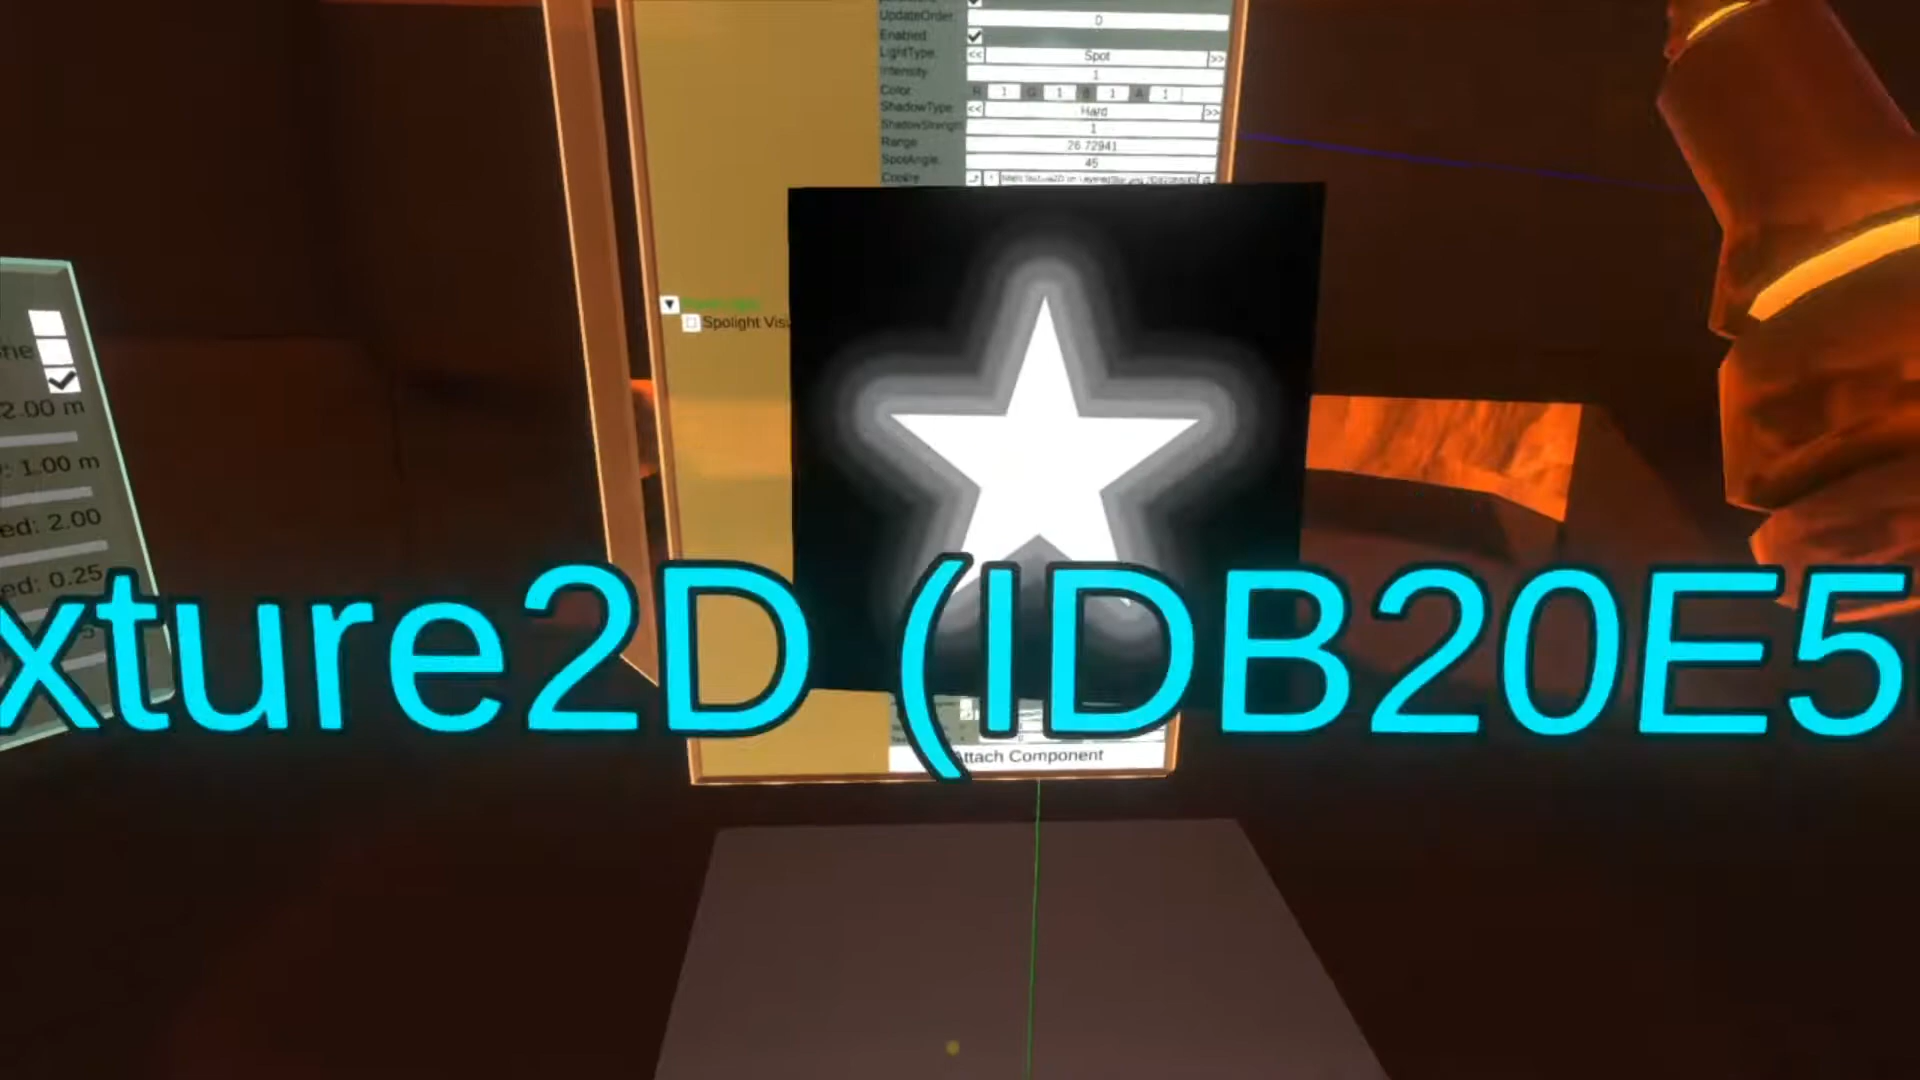 UpdateOrder
0
Enabled
LightType
<< Spot >>
Intensity
1
Color
R 1 G 1 B 1 A 1
ShadowType
<< Hard >>
ShadowStrength
1
Range
26.72941
SpotAngle
45
Cookie
Spolight Vis
2.00 m
: 1.00 m
ed: 2.00
ed: 0.25
xture2D (IDB20E5
Attach Component